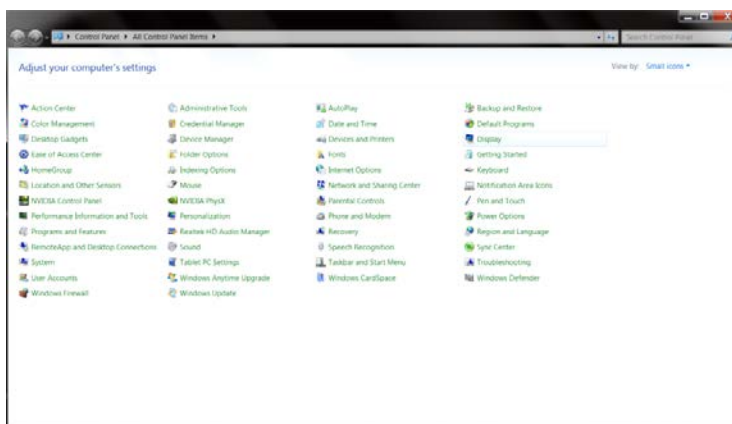 Control Panel ▸ All Control Panel Items ▸
Search Control Panel
Adjust your computer's settings
View by: Small icons
Action Center
Administrative Tools
AutoPlay
Backup and Restore
Color Management
Credential Manager
Date and Time
Default Programs
Desktop Gadgets
Device Manager
Devices and Printers
Display
Ease of Access Center
Folder Options
Fonts
Getting Started
HomeGroup
Indexing Options
Internet Options
Keyboard
Location and Other Sensors
Mouse
Network and Sharing Center
Notification Area Icons
NVIDIA Control Panel
NVIDIA PhysX
Parental Controls
Pen and Touch
Performance Information and Tools
Personalization
Phone and Modem
Power Options
Programs and Features
Realtek HD Audio Manager
Recovery
Region and Language
RemoteApp and Desktop Connections
Sound
Speech Recognition
Sync Center
System
Tablet PC Settings
Taskbar and Start Menu
Troubleshooting
User Accounts
Windows Anytime Upgrade
Windows CardSpace
Windows Defender
Windows Firewall
Windows Update